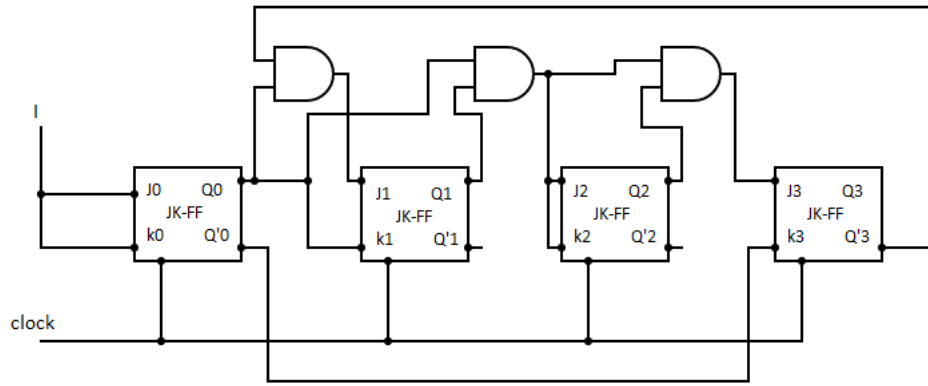 I
J0 Q0
JK-FF
k0 Q'0
J1 Q1
JK-FF
k1 Q'1
J2 Q2
JK-FF
k2 Q'2
J3 Q3
JK-FF
k3 Q'3
clock